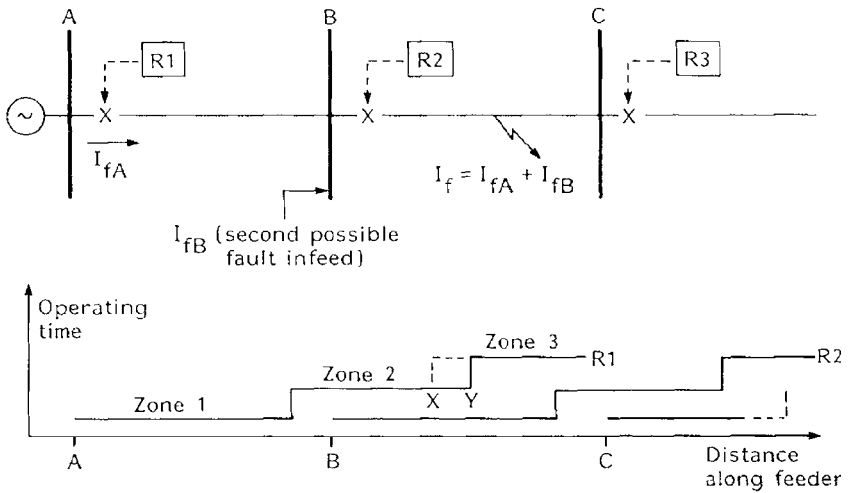 A
B
C
R1
R2
R3
X
X
X
~
I_fA
I_f = I_fA + I_fB
I_fB (second possible
fault infeed)
Operating
time
Zone 3
R1
R2
Zone 2
Zone 1
X
Y
A
B
C
Distance
along feeder